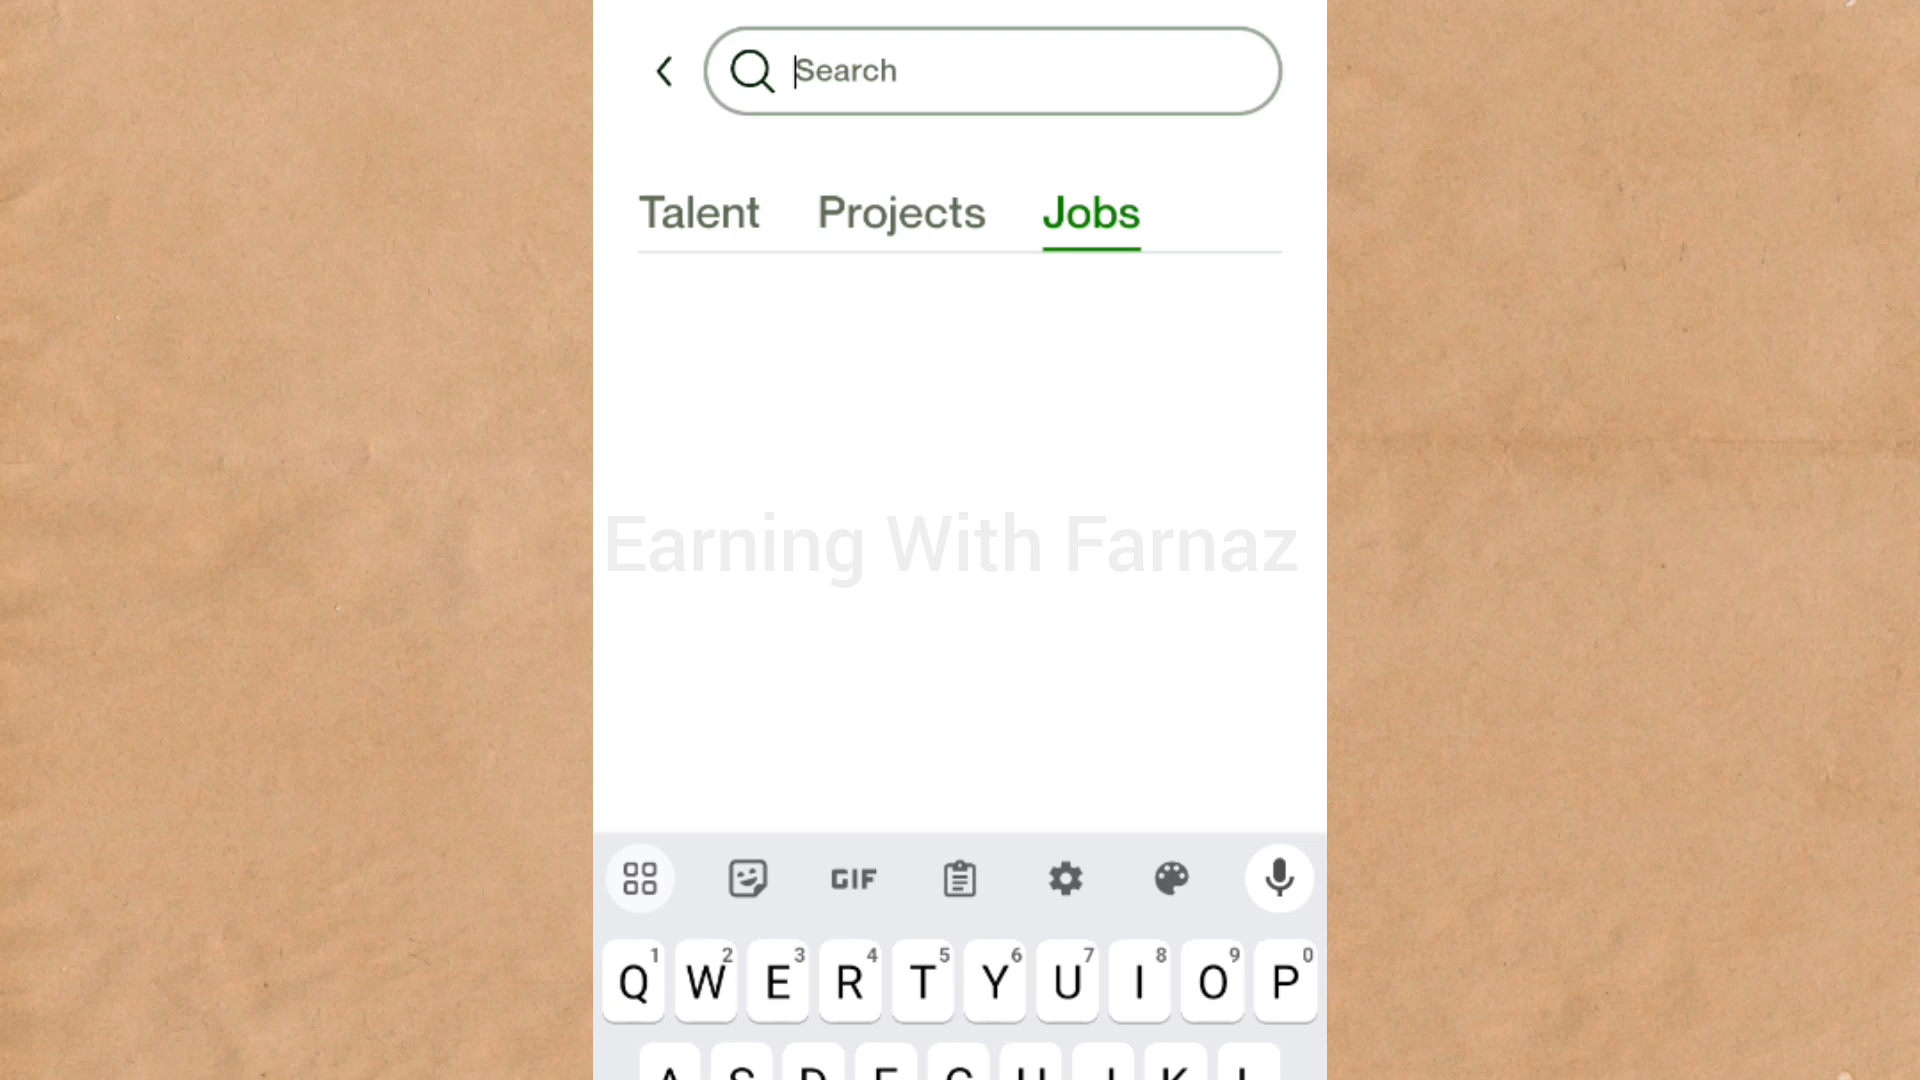 Search
Talent Projects Jobs
Earning With Farnaz
GIF
1 2 3 4 5 6 7 8 9 0
Q W E R T Y U I O P
A S D F G H J K L